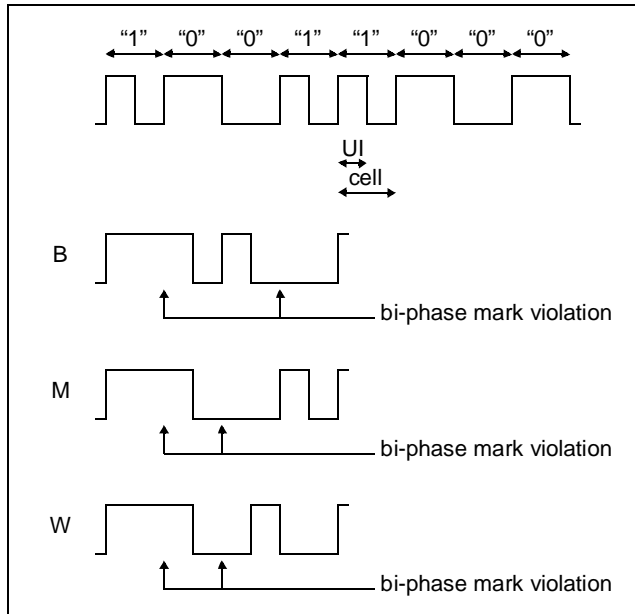 “1” “0” “0” “1” “1” “0” “0” “0”
UI
cell
B
bi-phase mark violation
M
bi-phase mark violation
W
bi-phase mark violation